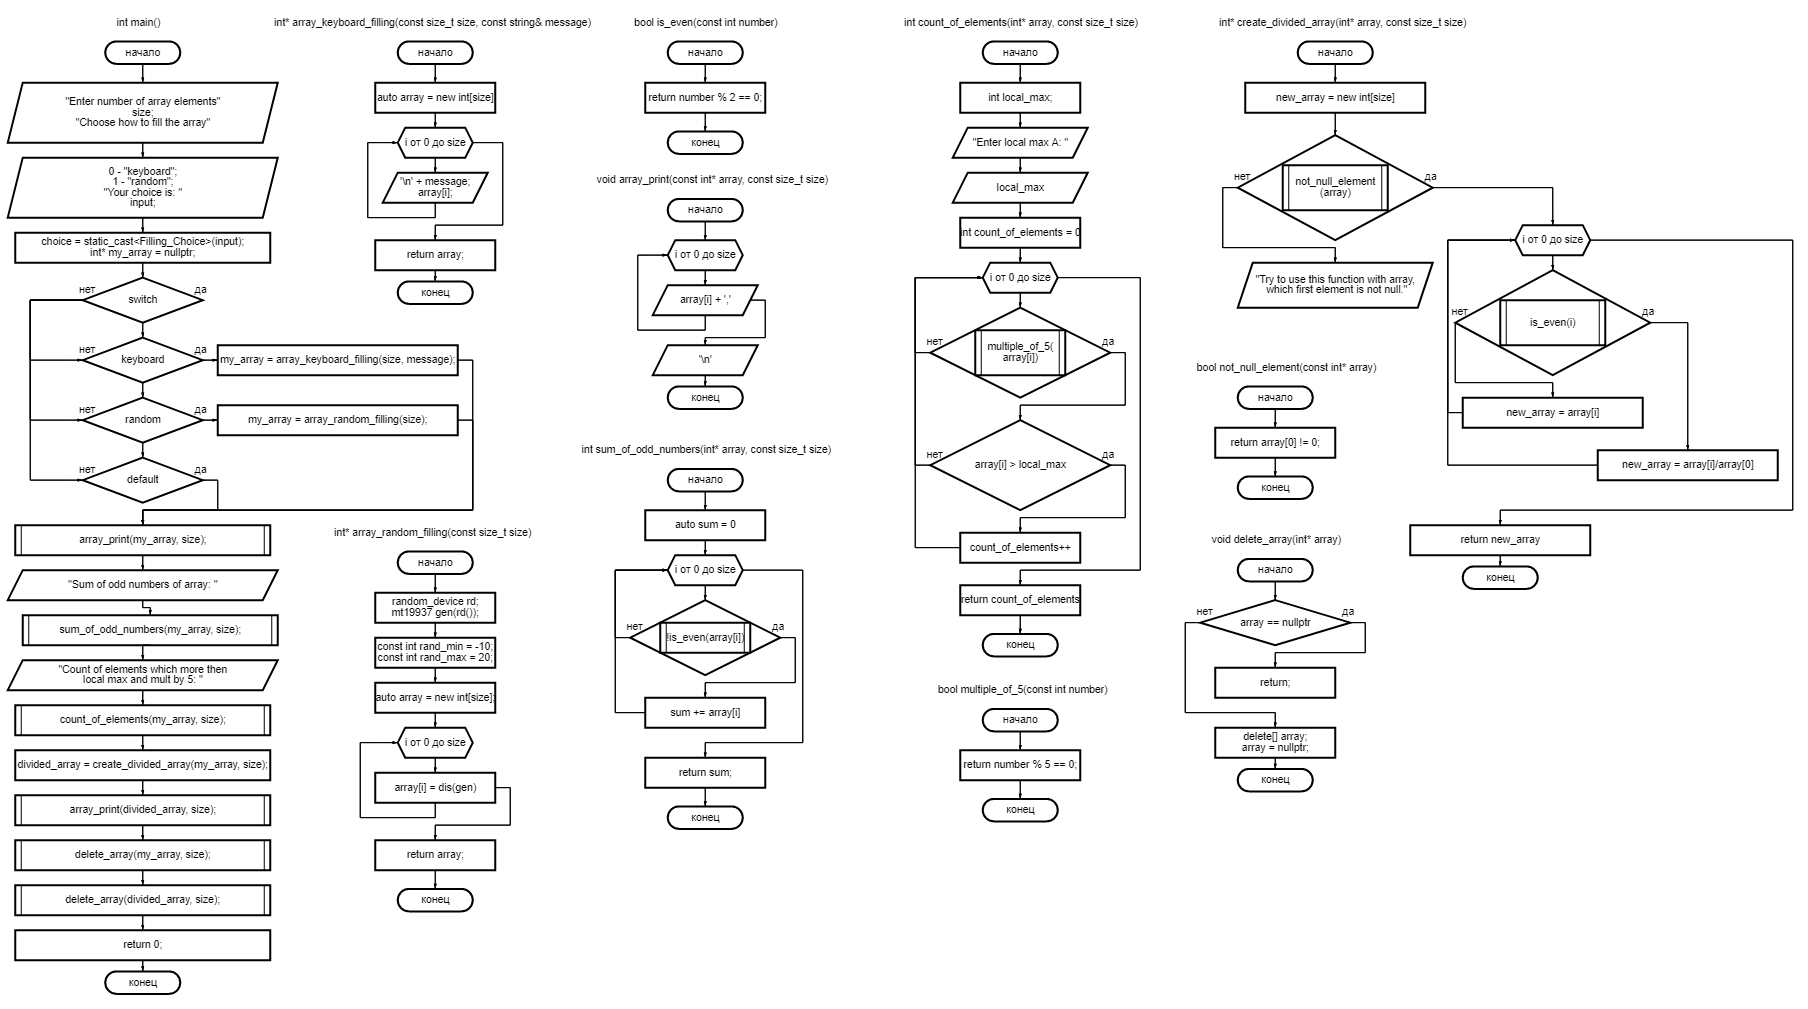 int main()
начало
"Enter number of array elements"
size;
"Choose how to fill the array"
0 - "keyboard";
1 - "random";
"Your choice is: "
input;
choice = static_cast<Filling_Choice>(input);
int* my_array = nullptr;
нет
switch
да
нет
keyboard
да
my_array = array_keyboard_filling(size, message);
нет
random
да
my_array = array_random_filling(size);
нет
default
да
array_print(my_array, size);
"Sum of odd numbers of array: "
sum_of_odd_numbers(my_array, size);
"Count of elements which more then
local max and mult by 5: "
count_of_elements(my_array, size);
divided_array = create_divided_array(my_array, size);
array_print(divided_array, size);
delete_array(my_array, size);
delete_array(divided_array, size);
return 0;
конец
int* array_keyboard_filling(const size_t size, const string& message)
начало
auto array = new int[size]
i от 0 до size
'\n' + message;
array[i];
return array;
конец
int* array_random_filling(const size_t size)
начало
random_device rd;
mt19937 gen(rd());
const int rand_min = -10;
const int rand_max = 20;
auto array = new int[size];
i от 0 до size
array[i] = dis(gen)
return array;
конец
bool is_even(const int number)
начало
return number % 2 == 0;
конец
void array_print(const int* array, const size_t size)
начало
i от 0 до size
array[i] + ','
'\n'
конец
int sum_of_odd_numbers(int* array, const size_t size)
начало
auto sum = 0
i от 0 до size
нет
!is_even(array[i])
да
sum += array[i]
return sum;
конец
int count_of_elements(int* array, const size_t size)
начало
int local_max;
"Enter local max A: "
local_max
int count_of_elements = 0
i от 0 до size
нет
multiple_of_5(
array[i])
да
нет
array[i] > local_max
да
count_of_elements++
return count_of_elements
конец
bool multiple_of_5(const int number)
начало
return number % 5 == 0;
конец
int* create_divided_array(int* array, const size_t size)
начало
new_array = new int[size]
нет
not_null_element
(array)
да
"Try to use this function with array,
which first element is not null."
i от 0 до size
нет
is_even(i)
да
new_array = array[i]
new_array = array[i]/array[0]
return new_array
конец
bool not_null_element(const int* array)
начало
return array[0] != 0;
конец
void delete_array(int* array)
начало
нет
array == nullptr
да
return;
delete[] array;
array = nullptr;
конец